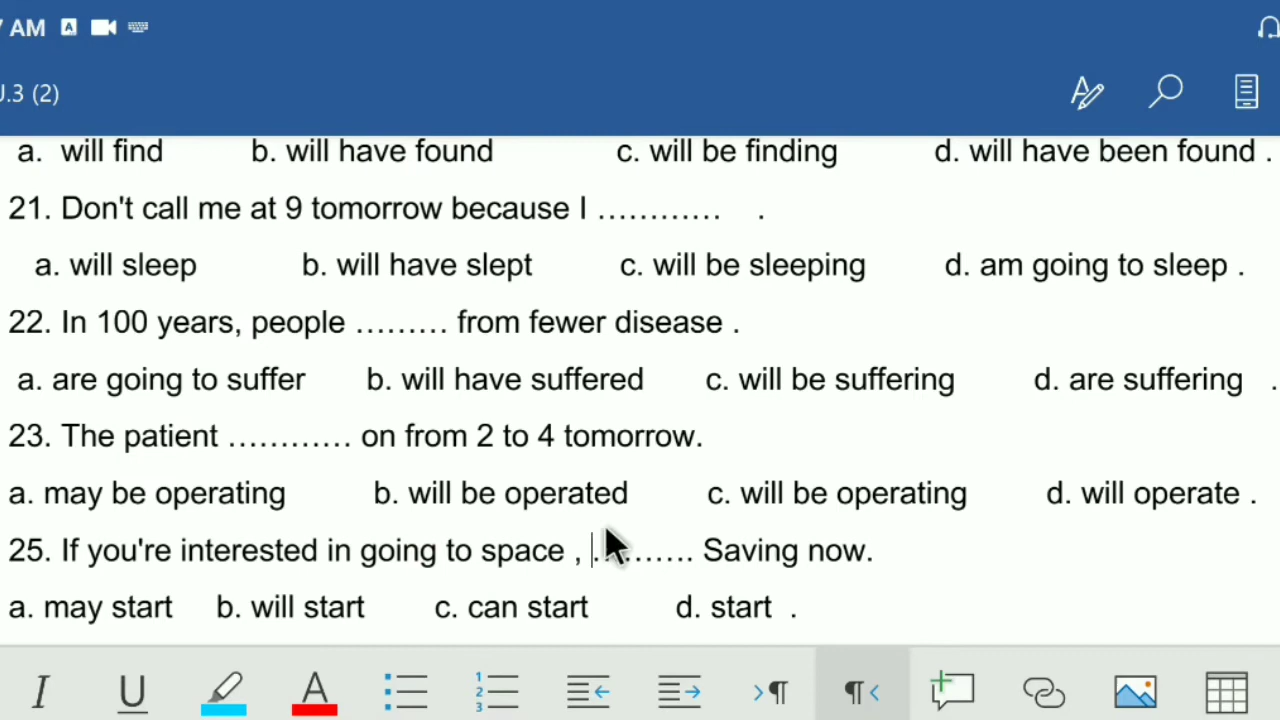 AM
.3 (2)
a. will find b. will have found c. will be finding d. will have been found .
21. Don't call me at 9 tomorrow because I ………… .
a. will sleep b. will have slept c. will be sleeping d. am going to sleep .
22. In 100 years, people ……… from fewer disease .
a. are going to suffer b. will have suffered c. will be suffering d. are suffering .
23. The patient ………… on from 2 to 4 tomorrow.
a. may be operating b. will be operated c. will be operating d. will operate .
25. If you're interested in going to space , ……… Saving now.
a. may start b. will start c. can start d. start .